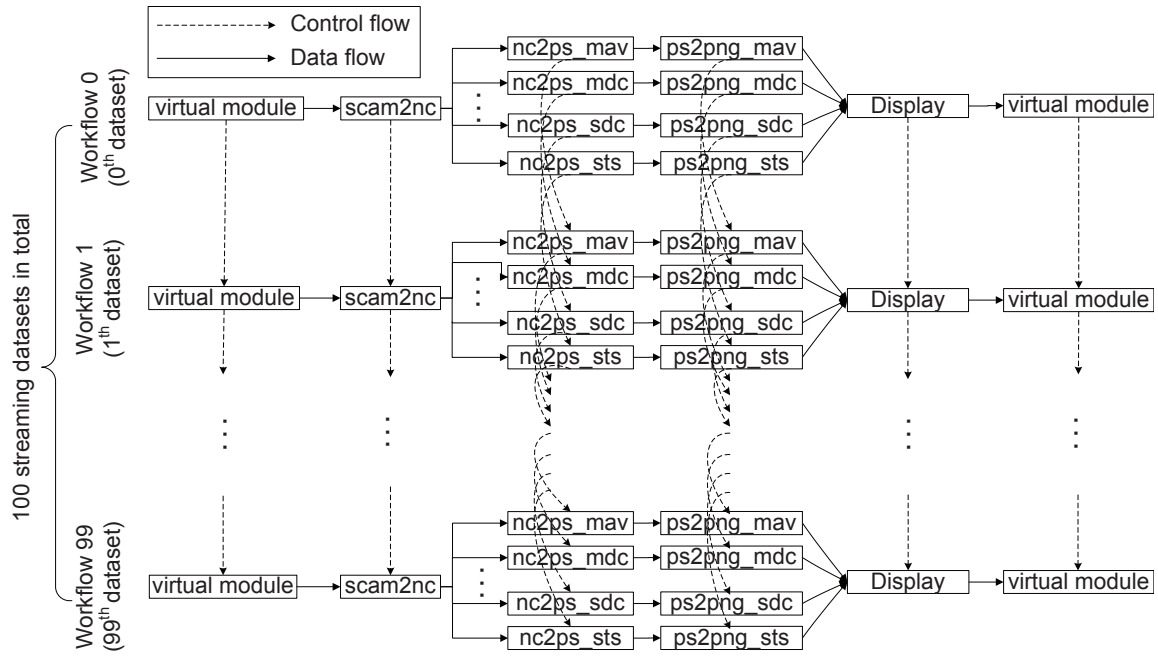 Control flow
Data flow
100 streaming datasets in total
Workflow 0
(0th dataset)
virtual module
scam2nc
nc2ps_mav
ps2png_mav
nc2ps_mdc
ps2png_mdc
...
nc2ps_sdc
ps2png_sdc
nc2ps_sts
ps2png_sts
Display
virtual module
Workflow 1
(1th dataset)
virtual module
scam2nc
nc2ps_mav
ps2png_mav
nc2ps_mdc
ps2png_mdc
...
nc2ps_sdc
ps2png_sdc
nc2ps_sts
ps2png_sts
Display
virtual module
... ... ... ...
Workflow 99
(99th dataset)
virtual module
scam2nc
nc2ps_mav
ps2png_mav
nc2ps_mdc
ps2png_mdc
...
nc2ps_sdc
ps2png_sdc
nc2ps_sts
ps2png_sts
Display
virtual module